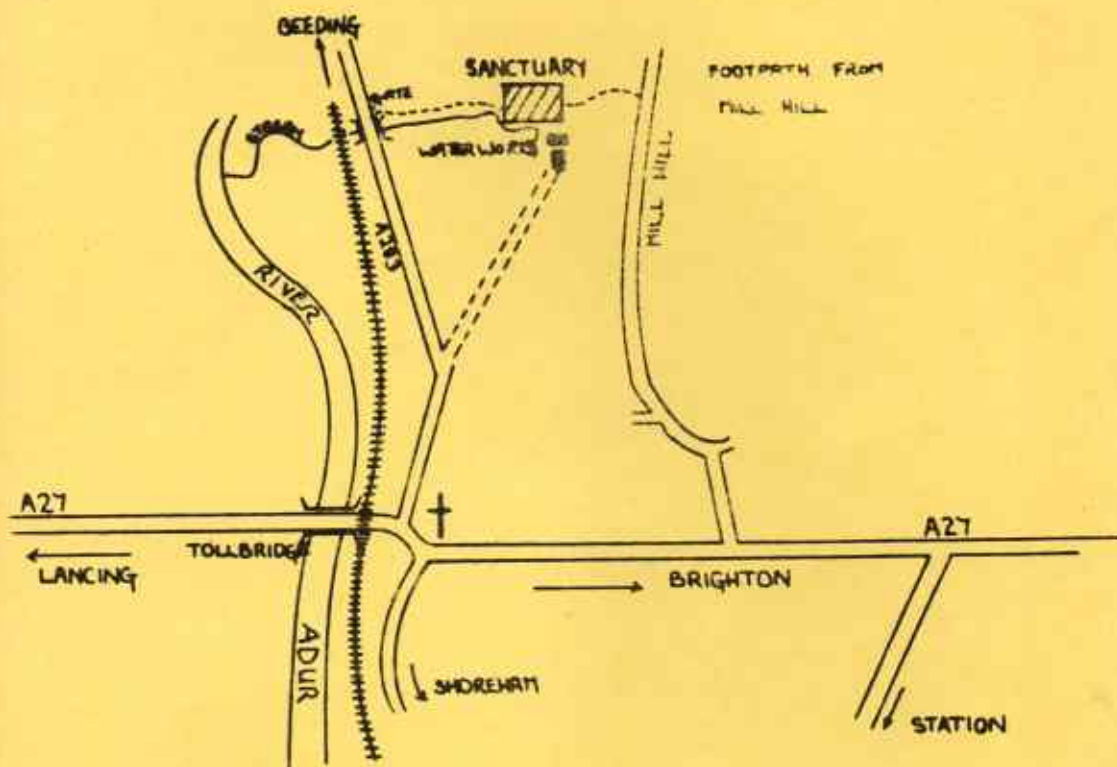 BEEDING
SANCTUARY
FOOTPATH FROM
MILL HILL
GATE
STREAM
WATERWORKS
MILL HILL
A283
RIVER
A27
A27
TOLLBRIDGE
LANCING
BRIGHTON
ADUR
SHOREHAM
STATION